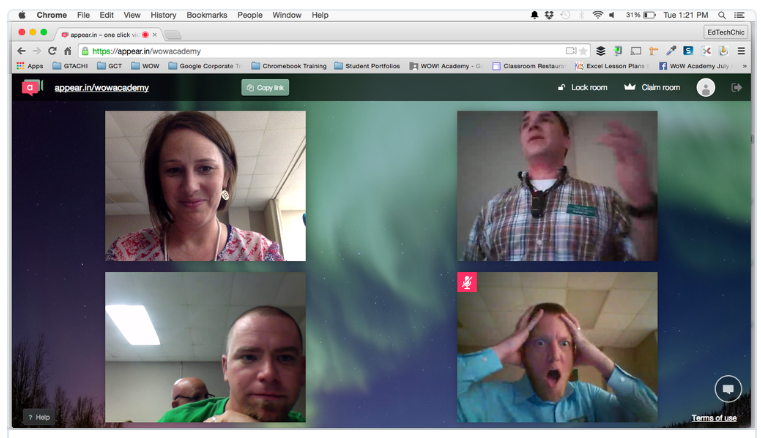 Chrome File Edit View History Bookmarks People Window Help 31% Tue 1:21 PM
appear.in – one click vi
EdTechChic
https://appear.in/wowacademy
Apps GTACHI GCT WOW Google Corporate Tr Chromebook Training Student Portfolios WOW! Academy - G Classroom Restaura Excel Lesson Plans WoW Academy July »
a appear.in/wowacademy Copy link Lock room Claim room
? Help
Terms of use